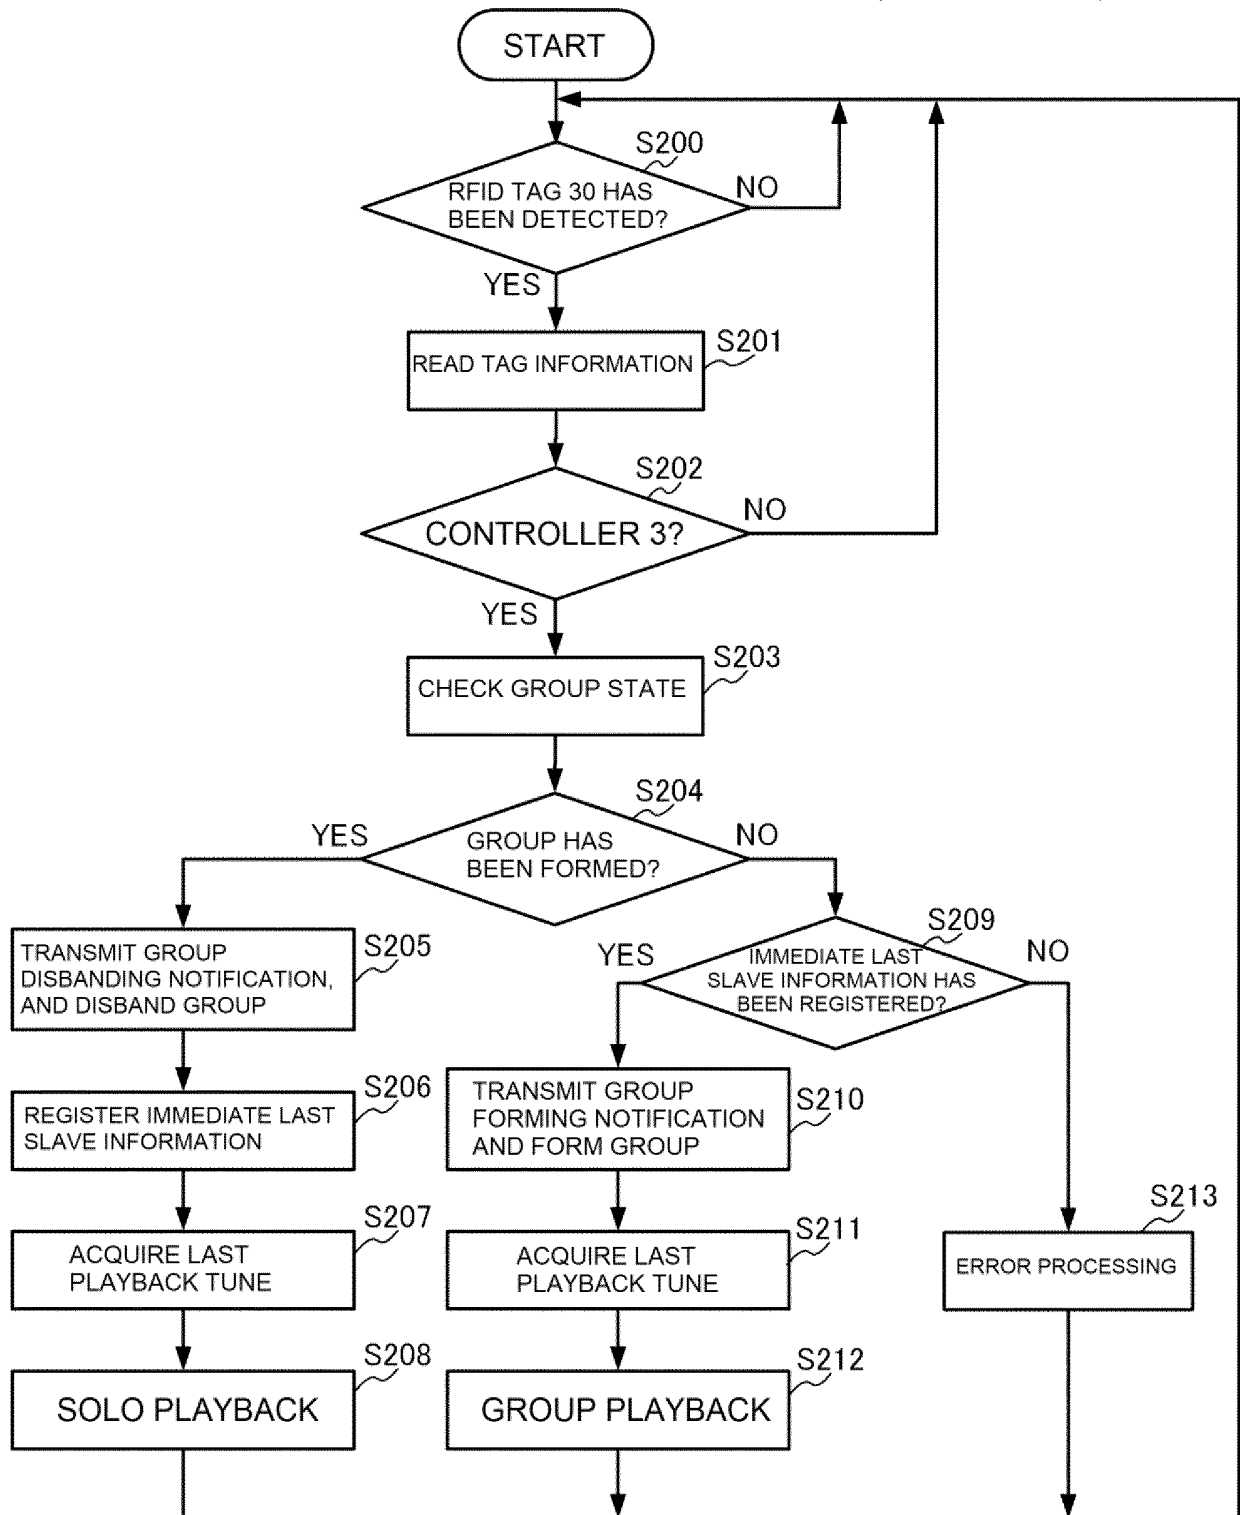 START
S200
RFID TAG 30 HAS
BEEN DETECTED?
NO
YES
S201
READ TAG INFORMATION
S202
CONTROLLER 3?
NO
YES
S203
CHECK GROUP STATE
S204
GROUP HAS
BEEN FORMED?
YES
NO
S205
TRANSMIT GROUP
DISBANDING NOTIFICATION,
AND DISBAND GROUP
S209
IMMEDIATE LAST
SLAVE INFORMATION HAS
BEEN REGISTERED?
YES
NO
S206
REGISTER IMMEDIATE LAST
SLAVE INFORMATION
S210
TRANSMIT GROUP
FORMING NOTIFICATION
AND FORM GROUP
S207
ACQUIRE LAST
PLAYBACK TUNE
S211
ACQUIRE LAST
PLAYBACK TUNE
S213
ERROR PROCESSING
S208
SOLO PLAYBACK
S212
GROUP PLAYBACK